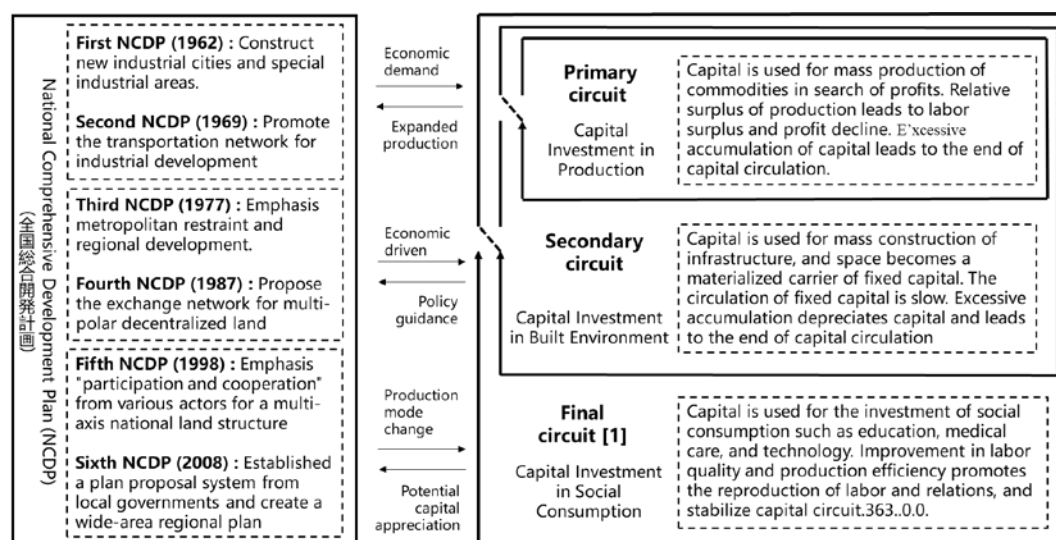 National Comprehensive Development Plan (NCDP)
(全国総合開発計画)
First NCDP (1962) : Construct
new industrial cities and special
industrial areas.
Second NCDP (1969) : Promote
the transportation network for
industrial development
Third NCDP (1977) : Emphasis
metropolitan restraint and
regional development.
Fourth NCDP (1987) : Propose
the exchange network for multi-
polar decentralized land
Fifth NCDP (1998) : Emphasis
"participation and cooperation"
from various actors for a multi-
axis national land structure
Sixth NCDP (2008) : Established
a plan proposal system from
local governments and create a
wide-area regional plan
Economic
demand
Expanded
production
Economic
driven
Policy
guidance
Production
mode
change
Potential
capital
appreciation
Primary
circuit
Capital
Investment in
Production
Capital is used for mass production of
commodities in search of profits. Relative
surplus of production leads to labor
surplus and profit decline. E'xcessive
accumulation of capital leads to the end of
capital circulation.
Secondary
circuit
Capital Investment
in Built Environment
Capital is used for mass construction of
infrastructure, and space becomes a
materialized carrier of fixed capital. The
circulation of fixed capital is slow. Excessive
accumulation depreciates capital and leads
to the end of capital circulation
Final
circuit [1]
Capital Investment
in Social
Consumption
Capital is used for the investment of social
consumption such as education, medical
care, and technology. Improvement in labor
quality and production efficiency promotes
the reproduction of labor and relations, and
stabilize capital circuit.363..0.0.